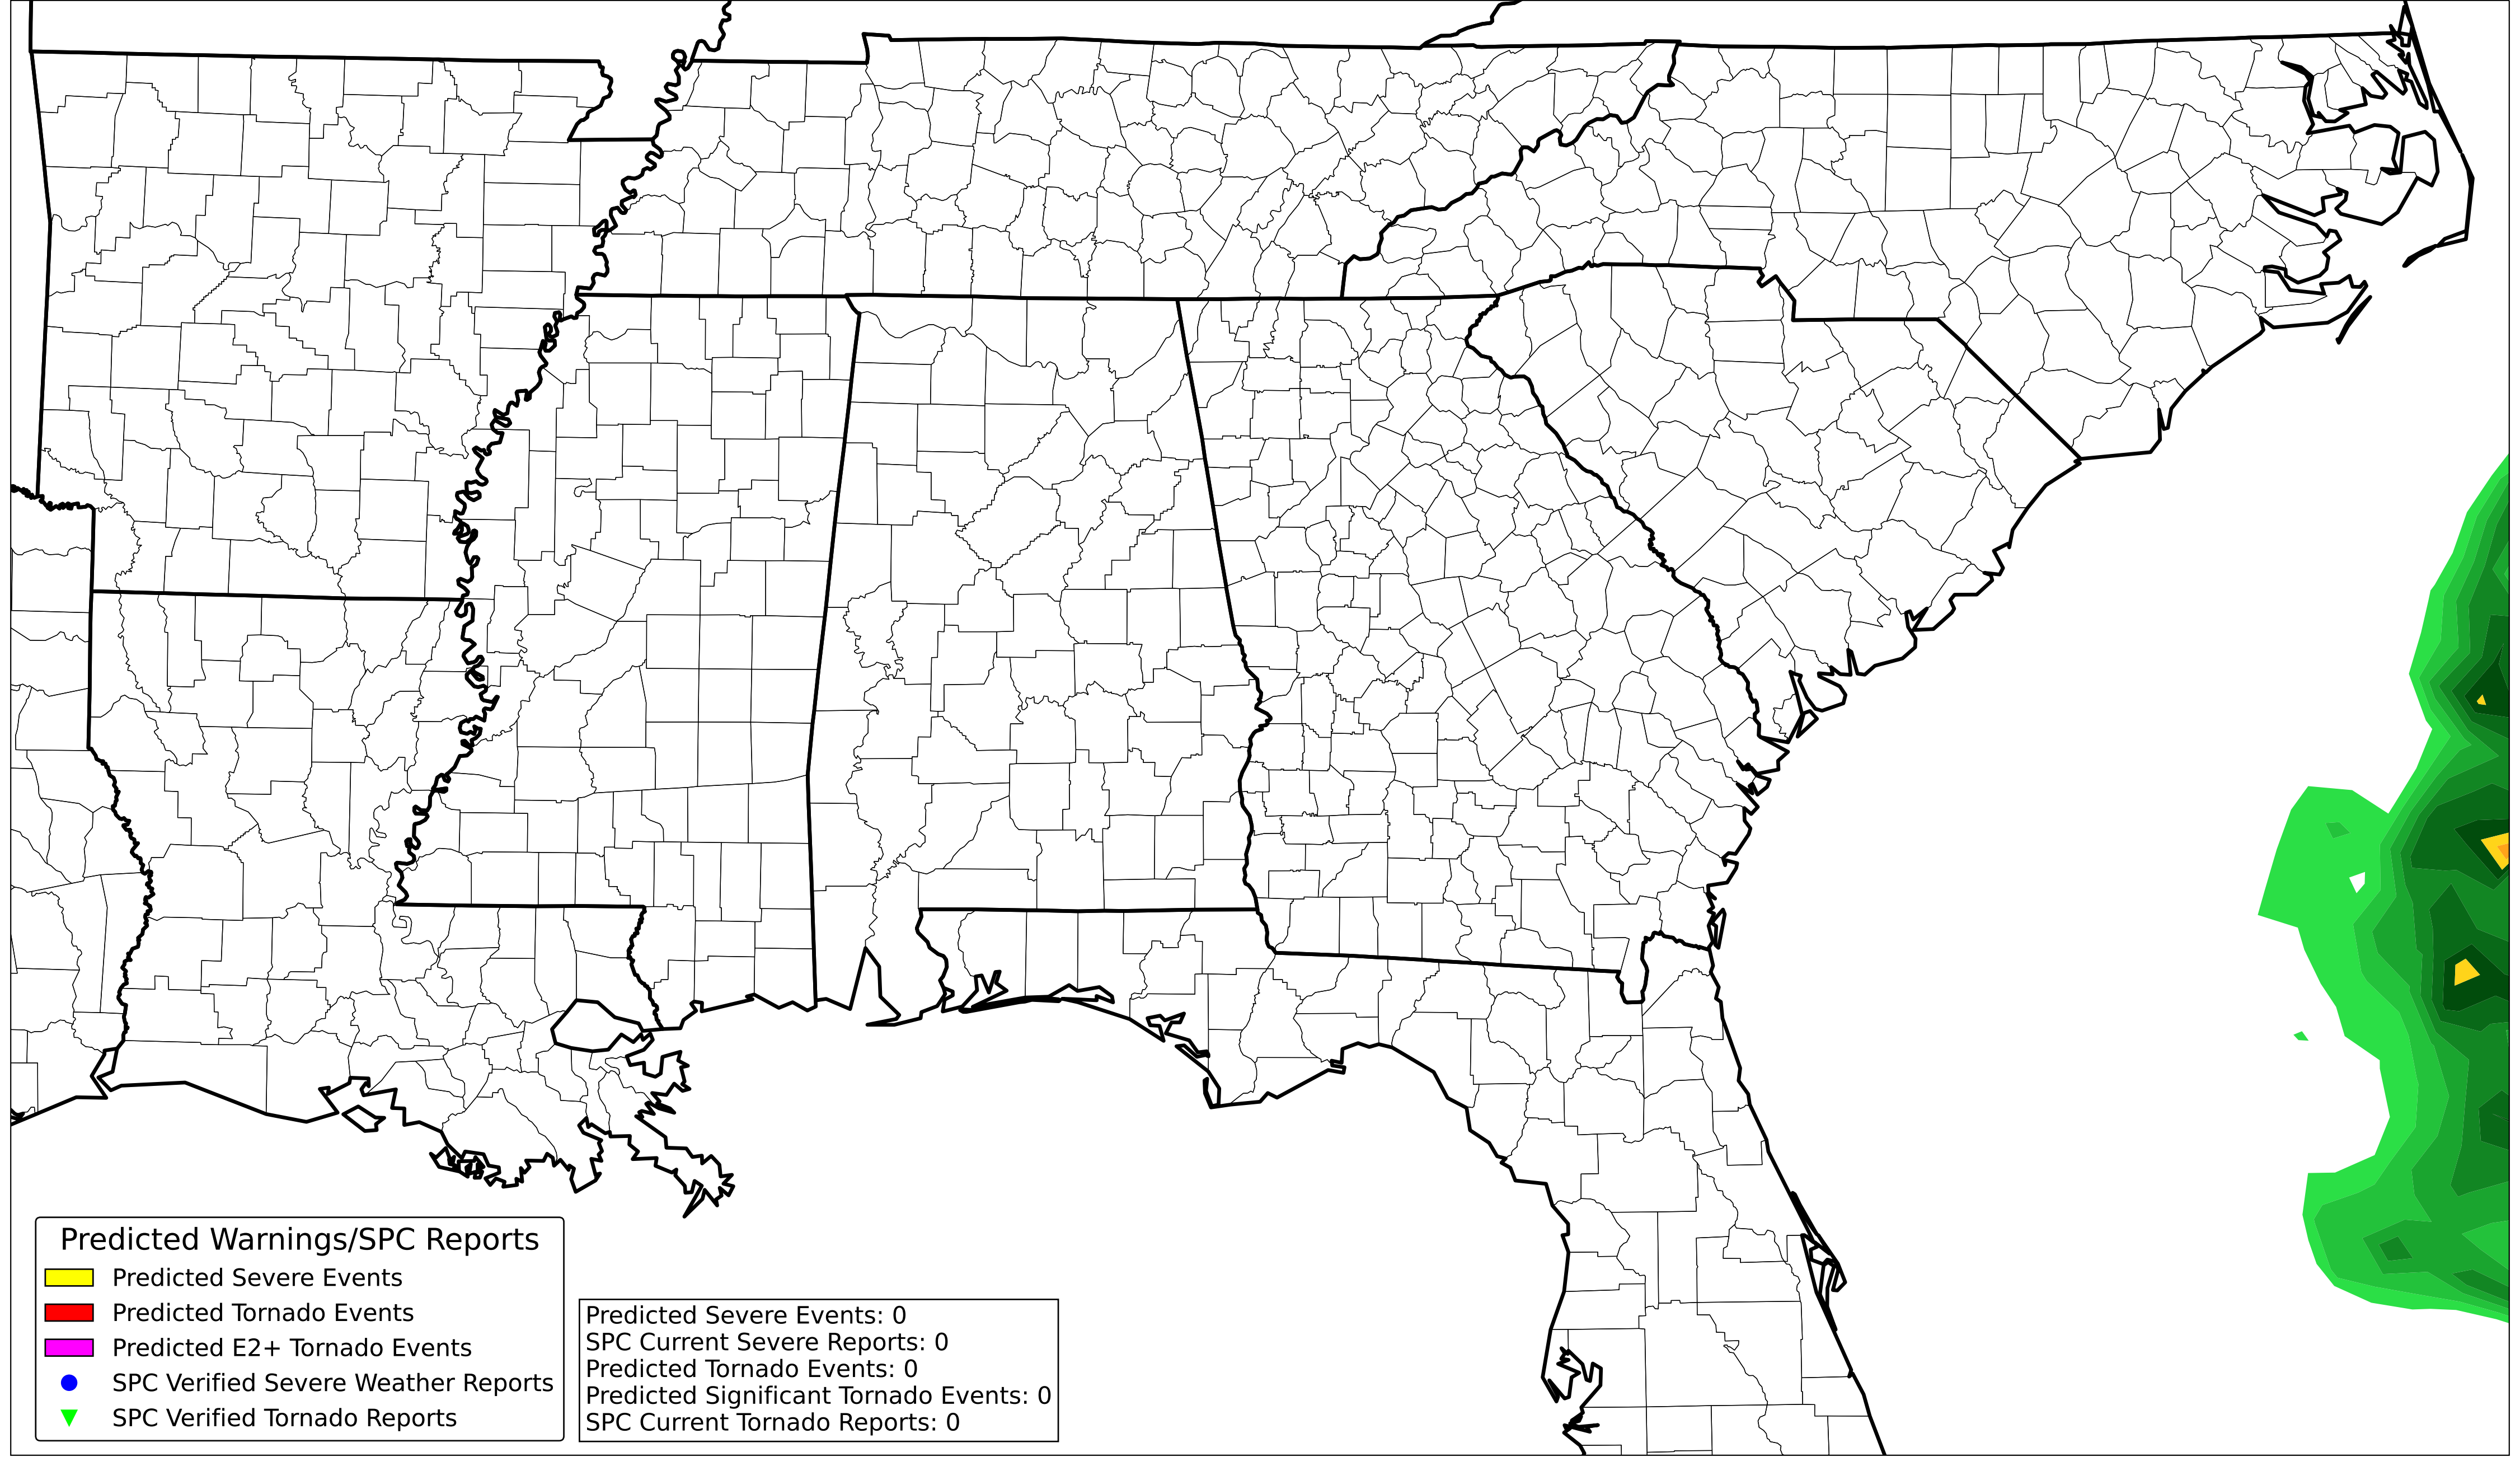 Predicted Warnings/SPC Reports
Predicted Severe Events
Predicted Tornado Events
Predicted E2+ Tornado Events
SPC Verified Severe Weather Reports
SPC Verified Tornado Reports
Predicted Severe Events: 0
SPC Current Severe Reports: 0
Predicted Tornado Events: 0
Predicted Significant Tornado Events: 0
SPC Current Tornado Reports: 0